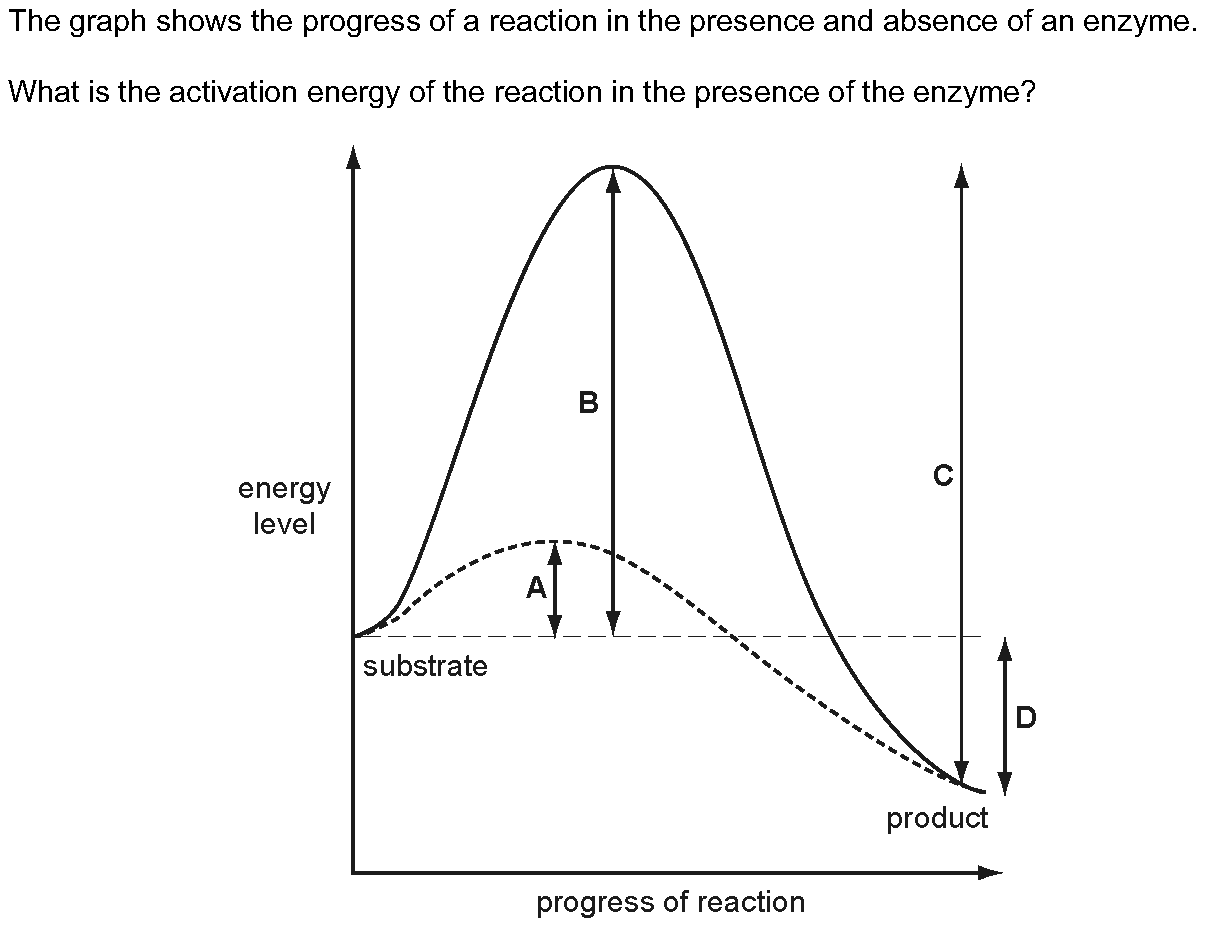 The graph shows the progress of a reaction in the presence and absence of an enzyme.
What is the activation energy of the reaction in the presence of the enzyme?
B
C
energy
level
A
substrate
D
product
progress of reaction